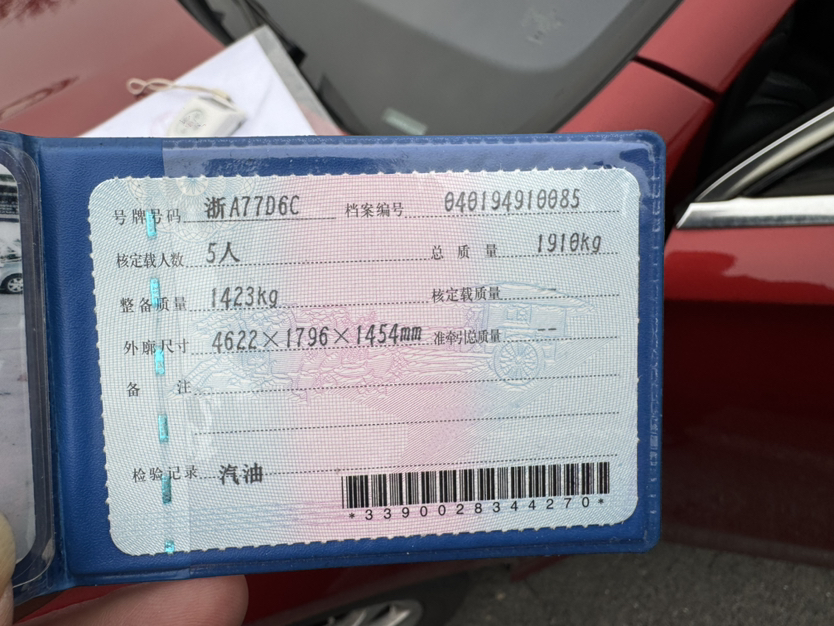 号牌号码 浙A77D6C 档案编号 040194910085
核定载人数 5人 总质量 1910kg
整备质量 1423kg 核定载质量 --
外廓尺寸 4622×1796×1454mm 准牵引总质量 --
备注
检验记录 汽油
*3390028344270*